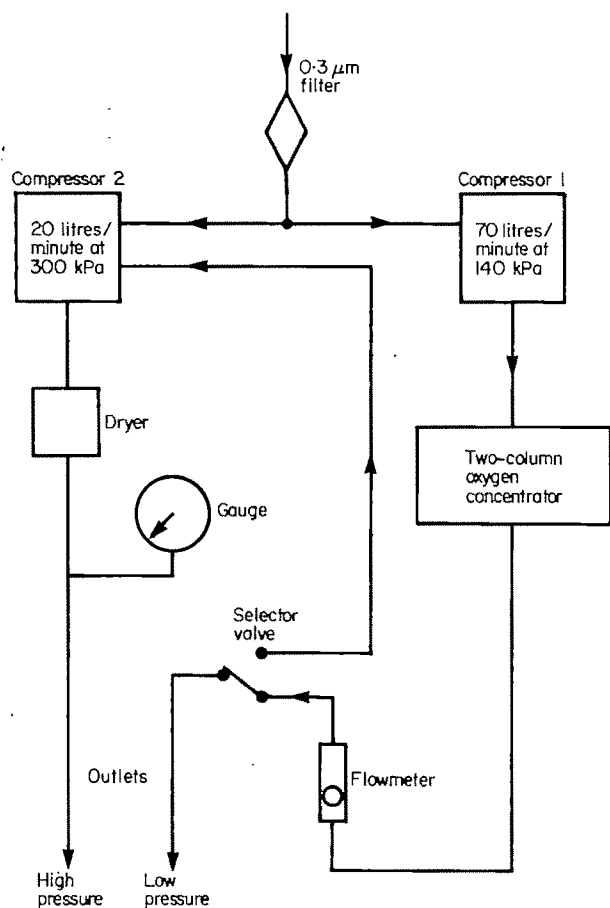 0·3 μm
filter
Compressor 2
20 litres/
minute at
300 kPa
Compressor 1
70 litres/
minute at
140 kPa
Dryer
Gauge
Two-column
oxygen
concentrator
Selector
valve
Outlets
Flowmeter
High
pressure
Low
pressure